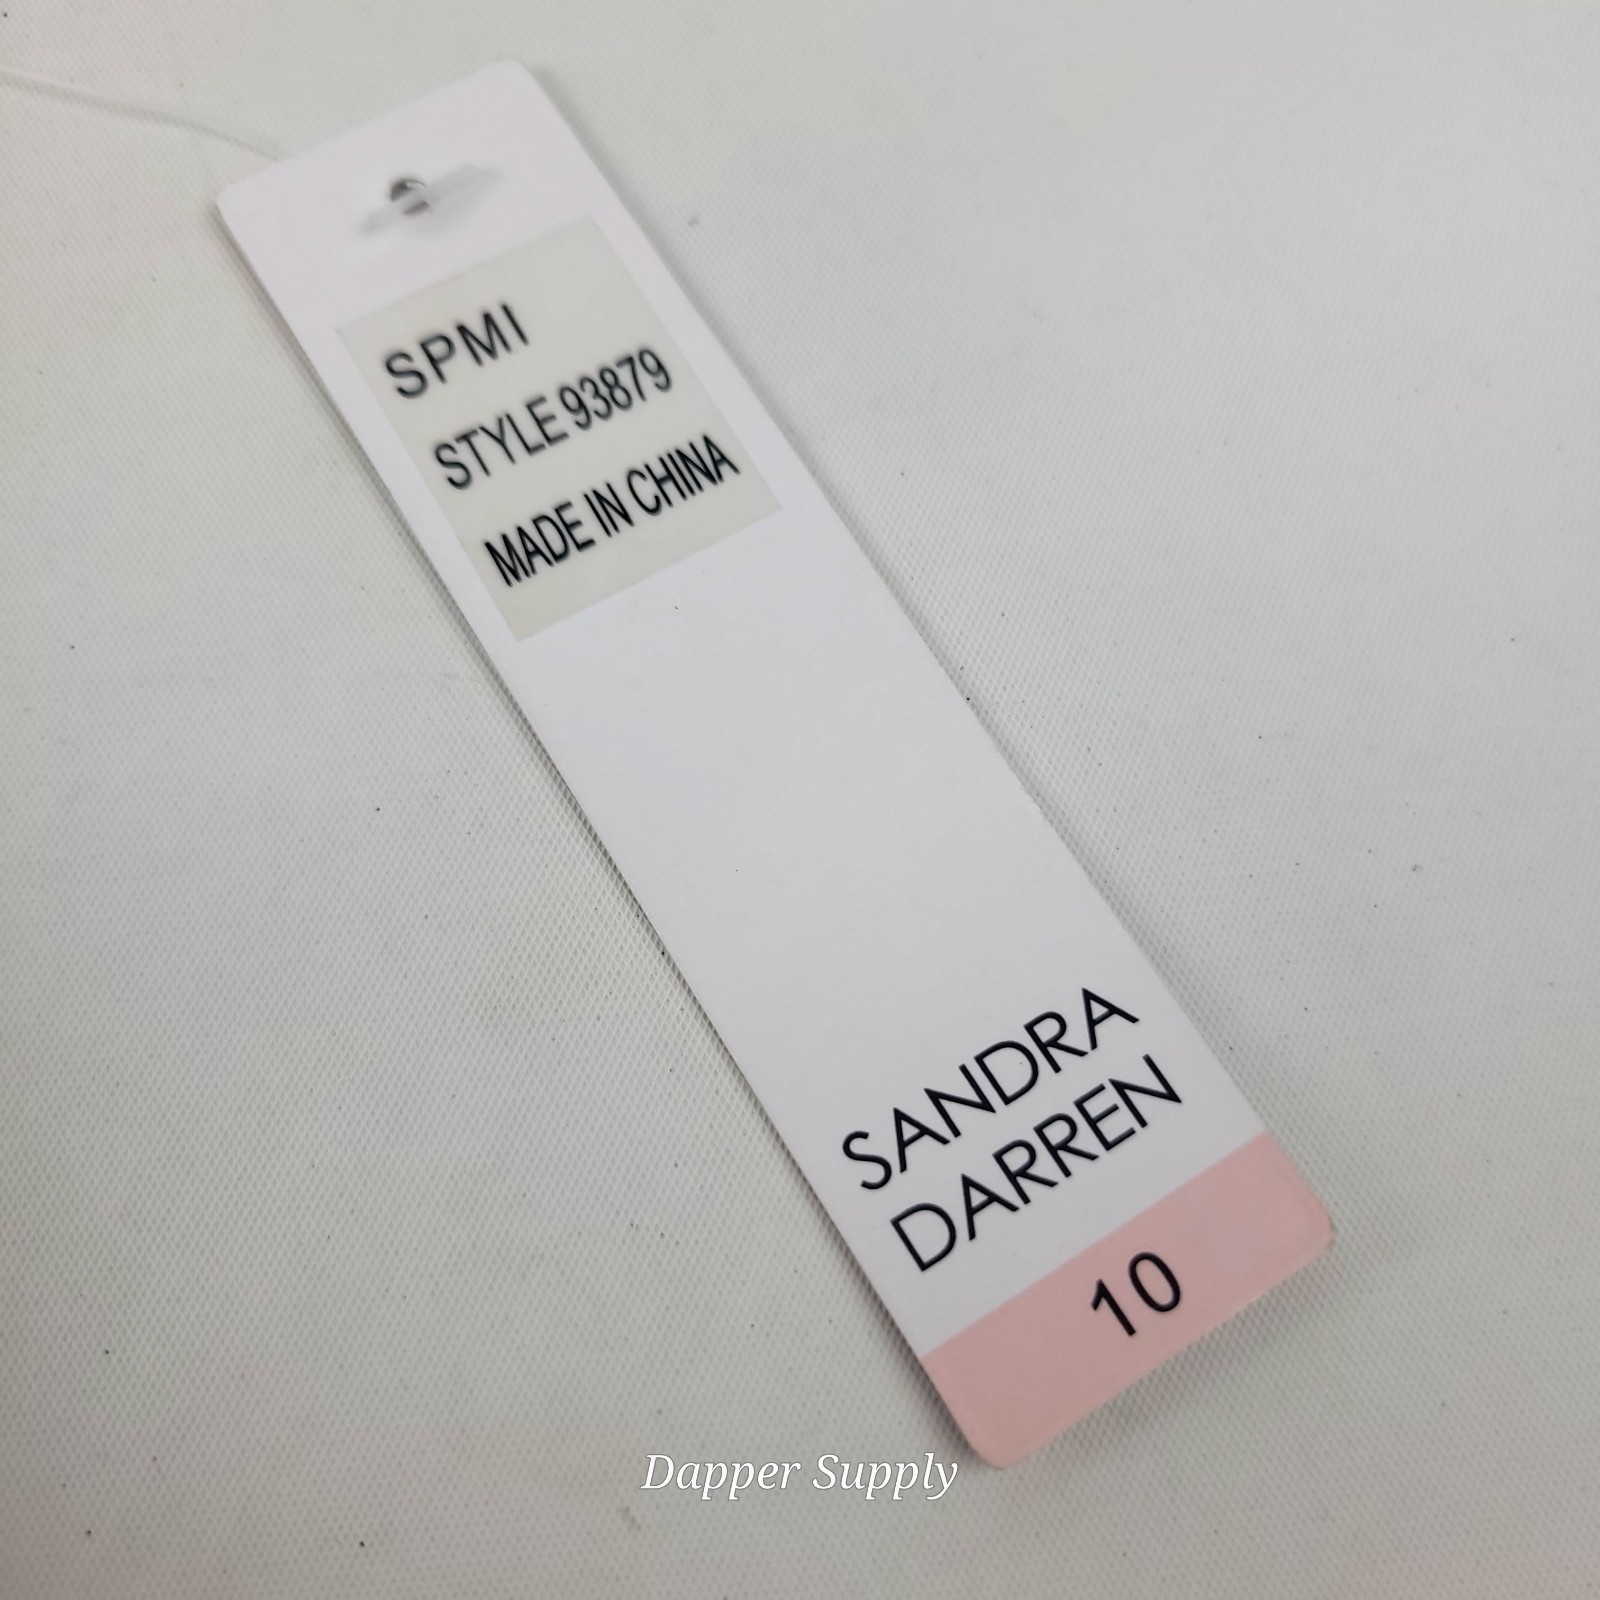 SPMI
STYLE 93879
MADE IN CHINA
SANDRA
DARREN
10
Dapper Supply